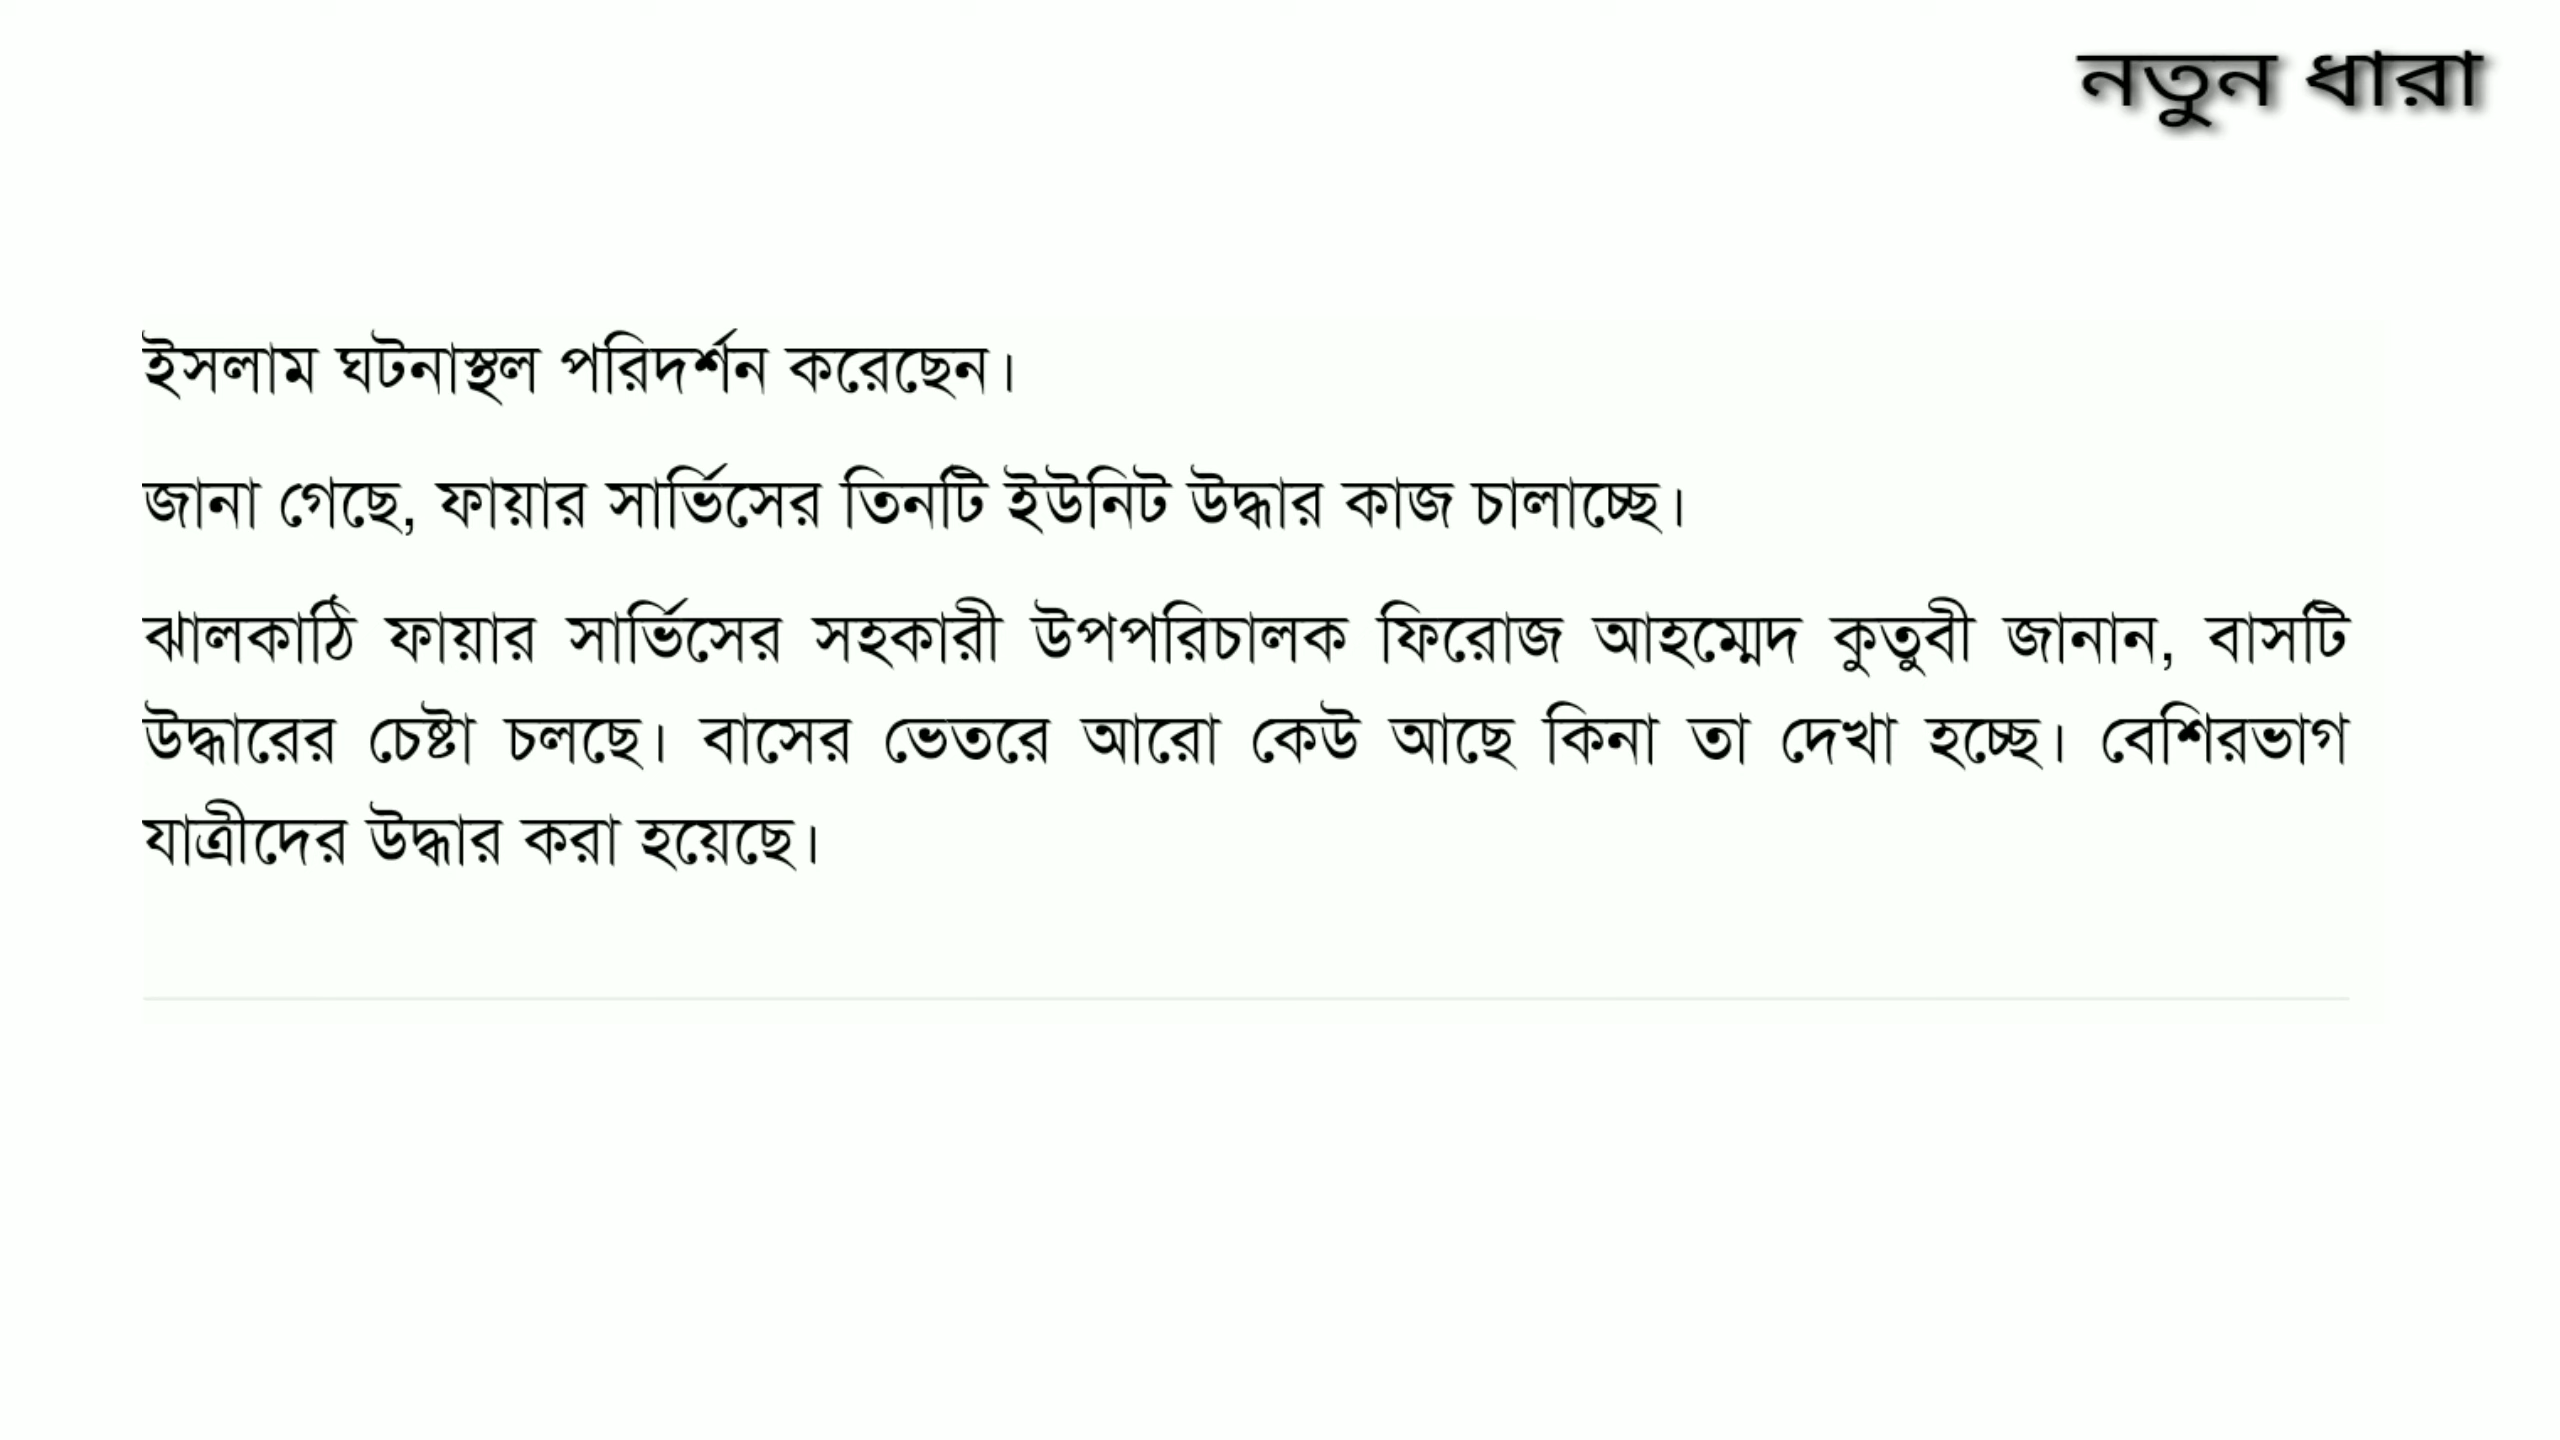 নতুন ধারা
ইসলাম ঘটনাস্থল পরিদর্শন করেছেন।
জানা গেছে, ফায়ার সার্ভিসের তিনটি ইউনিট উদ্ধার কাজ চালাচ্ছে।
ঝালকাঠি ফায়ার সার্ভিসের সহকারী উপপরিচালক ফিরোজ আহম্মেদ কুতুবী জানান, বাসটি
উদ্ধারের চেষ্টা চলছে। বাসের ভেতরে আরো কেউ আছে কিনা তা দেখা হচ্ছে। বেশিরভাগ
যাত্রীদের উদ্ধার করা হয়েছে।